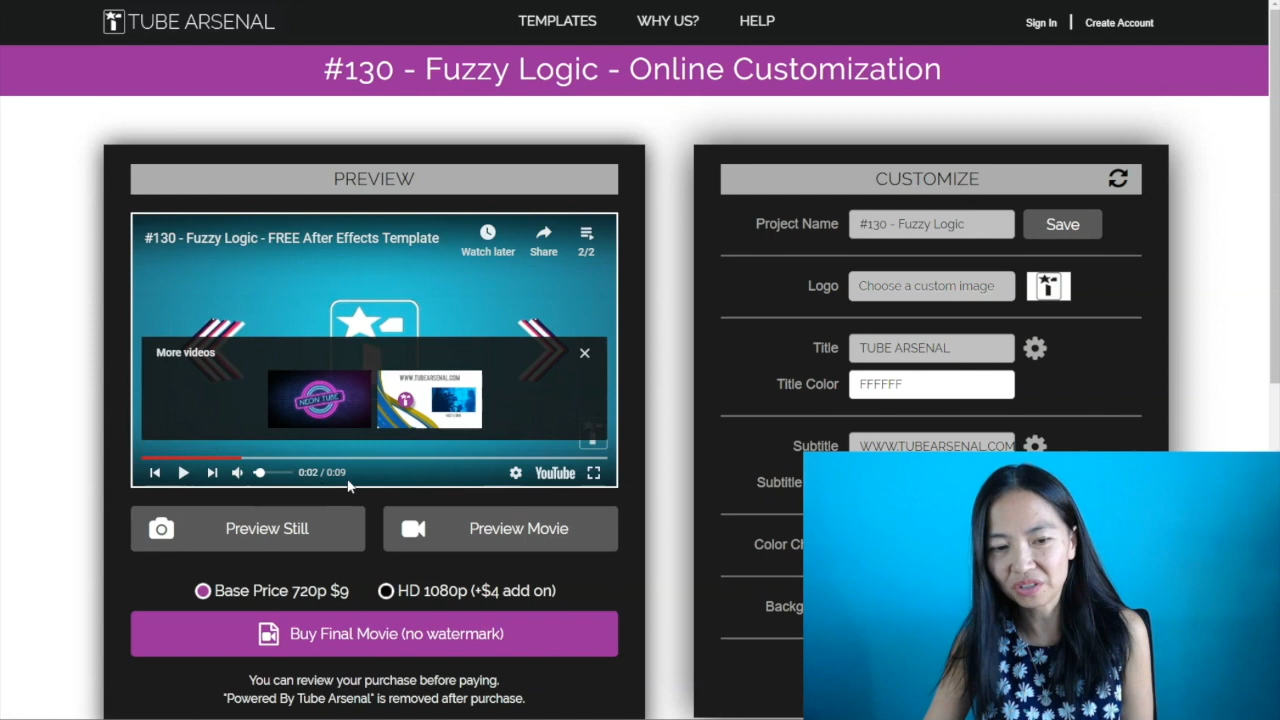 TUBE ARSENAL
TEMPLATES
WHY US?
HELP
Sign In
Create Account
#130 - Fuzzy Logic - Online Customization
PREVIEW
#130 - Fuzzy Logic - FREE After Effects Template
Watch later
Share
2/2
More videos
NEON TUBE
WWW.TUBEARSENAL.COM
0:02 / 0:09
YouTube
Preview Still
Preview Movie
Base Price 720p $9
HD 1080p (+$4 add on)
Buy Final Movie (no watermark)
You can review your purchase before paying.
"Powered By Tube Arsenal" is removed after purchase.
CUSTOMIZE
Project Name
#130 - Fuzzy Logic
Save
Logo
Choose a custom image
Title
TUBE ARSENAL
Title Color
FFFFFF
Subtitle
WWW.TUBEARSENAL.COM
Subtitle
Color Ch
Backg